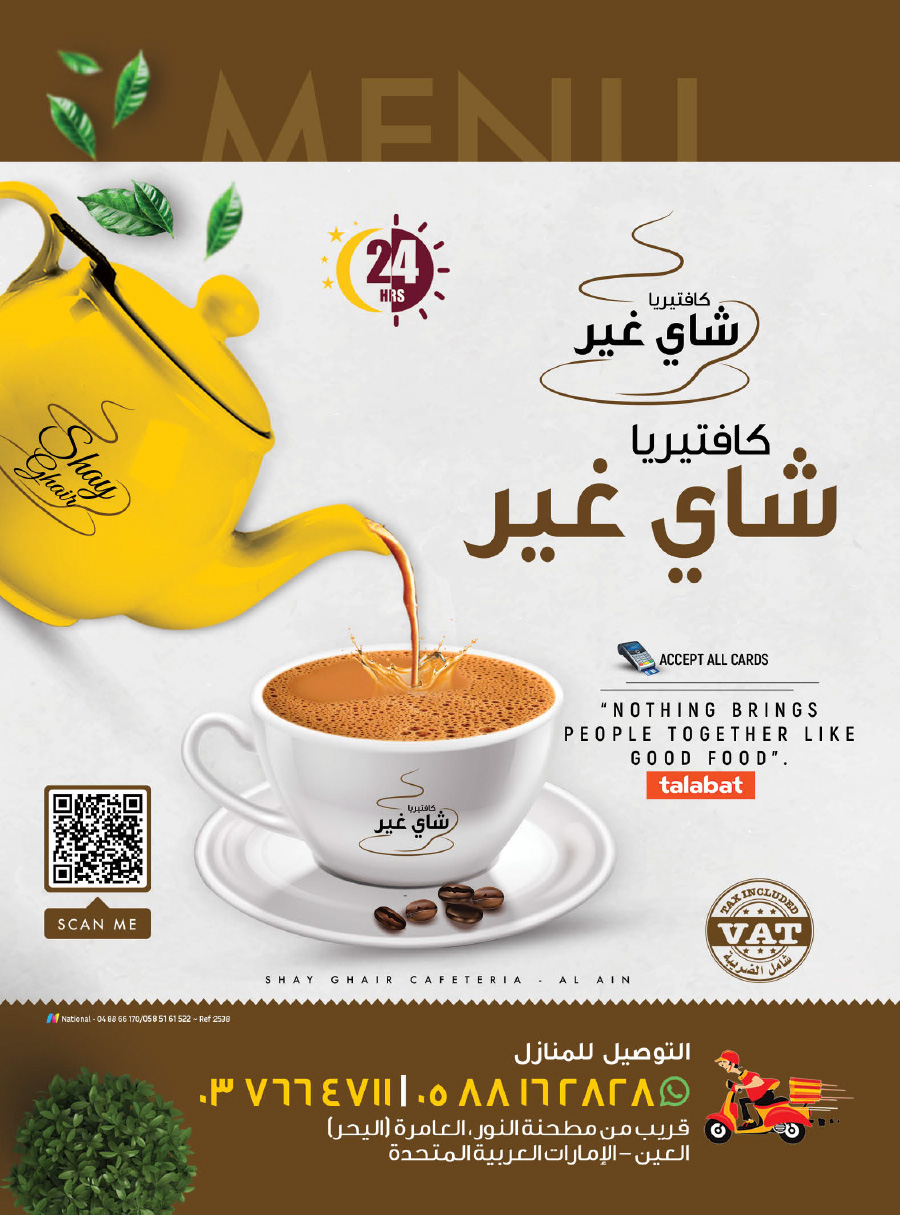 MENU
24
HRS
كافتيريا
شاي غير
كافتيريا
شاي غير
Shay
Ghair
ACCEPT ALL CARDS
“NOTHING BRINGS
PEOPLE TOGETHER LIKE
GOOD FOOD”.
talabat
كافتيريا
شاي غير
SCAN ME
TAX INCLUDED
VAT
شامل الضريبة
SHAY GHAIR CAFETERIA - AL AIN
National - 04 88 66 170/058 51 61 522 – Ref:2538
التوصيل للمنازل
٠٣ ٧٦٦٤٧١١ | ٠٥ ٨٨١٦٢٨٢٨
قريب من مطحنة النور، العامرة (اليحر)
العين – الإمارات العربية المتحدة